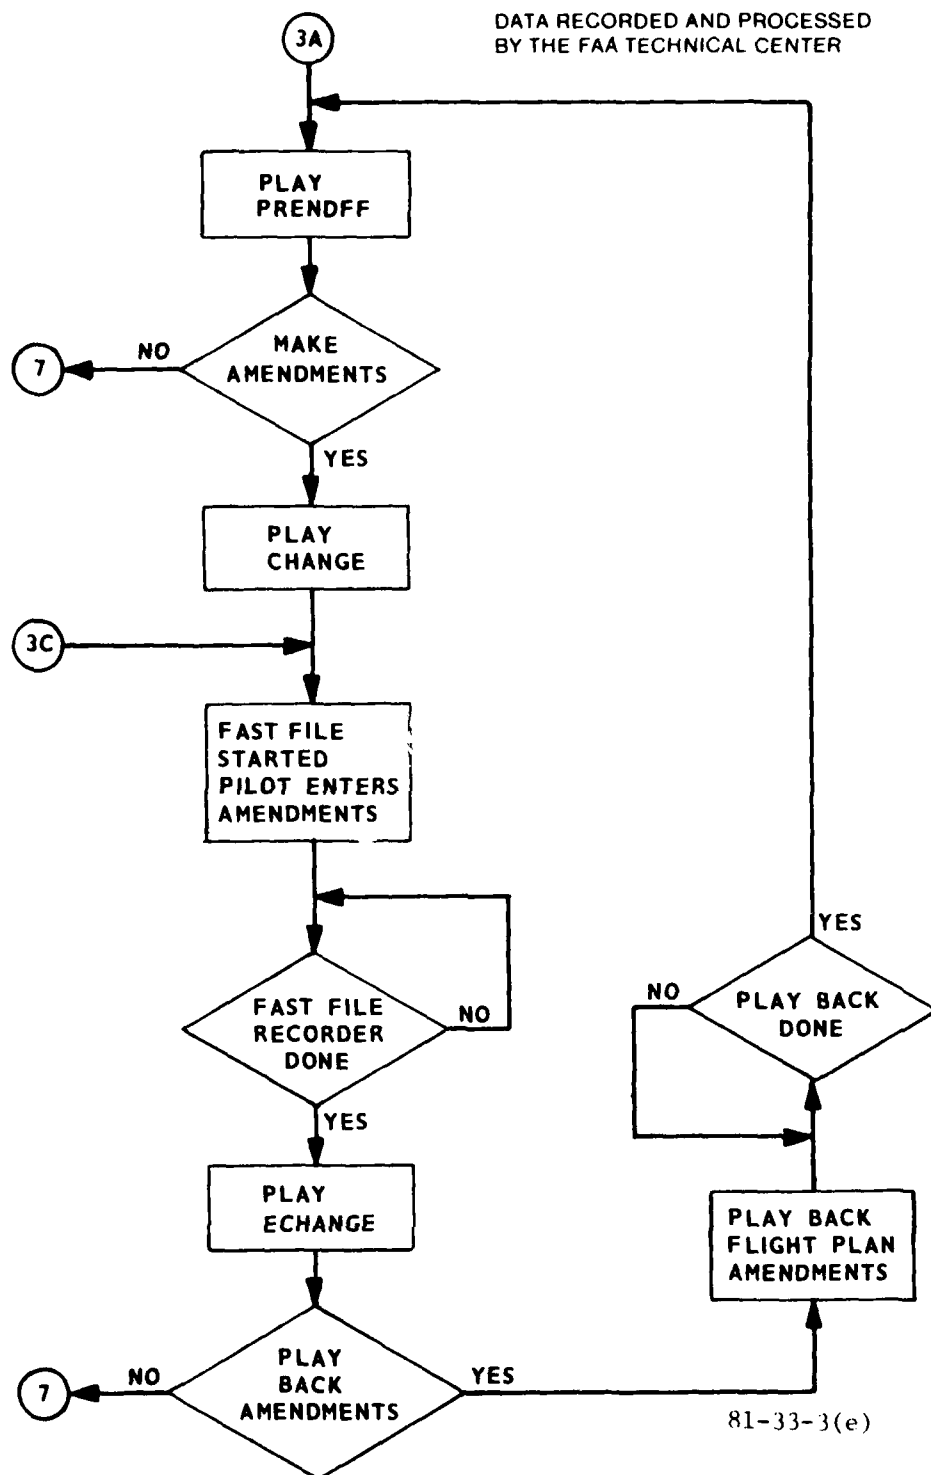 3A
DATA RECORDED AND PROCESSED
BY THE FAA TECHNICAL CENTER
PLAY
PRENDFF
MAKE
AMENDMENTS
NO
7
YES
PLAY
CHANGE
3C
FAST FILE
STARTED
PILOT ENTERS
AMENDMENTS
FAST FILE
RECORDER
DONE
NO
YES
PLAY
ECHANGE
PLAY
BACK
AMENDMENTS
NO
7
YES
PLAY BACK
FLIGHT PLAN
AMENDMENTS
PLAY BACK
DONE
NO
YES
81-33-3(e)